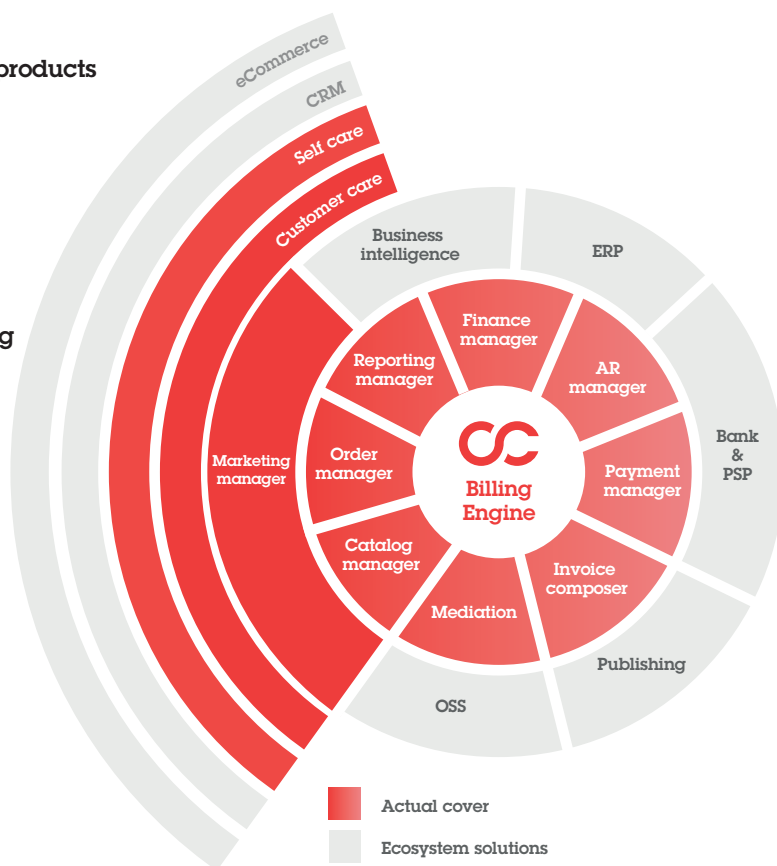 products
g
eCommerce
CRM
Self care
Customer care
Business
intelligence
ERP
Finance
manager
Reporting
manager
AR
manager
Bank
&
PSP
Order
manager
Marketing
manager
Billing
Engine
Payment
manager
Catalog
manager
Invoice
composer
Mediation
Publishing
OSS
Actual cover
Ecosystem solutions